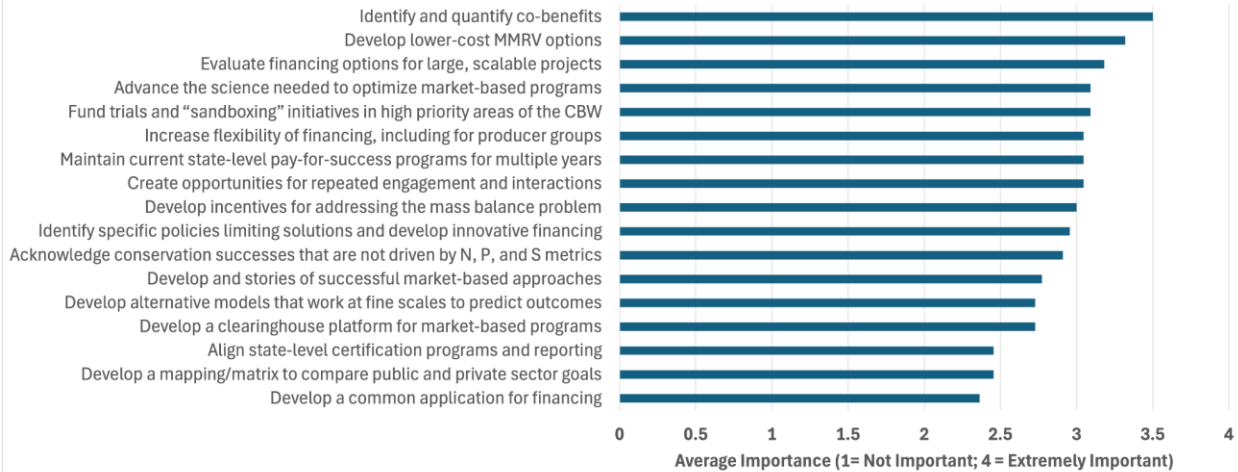 Identify and quantify co-benefits
Develop lower-cost MMRV options
Evaluate financing options for large, scalable projects
Advance the science needed to optimize market-based programs
Fund trials and “sandboxing” initiatives in high priority areas of the CBW
Increase flexibility of financing, including for producer groups
Maintain current state-level pay-for-success programs for multiple years
Create opportunities for repeated engagement and interactions
Develop incentives for addressing the mass balance problem
Identify specific policies limiting solutions and develop innovative financing
Acknowledge conservation successes that are not driven by N, P, and S metrics
Develop and stories of successful market-based approaches
Develop alternative models that work at fine scales to predict outcomes
Develop a clearinghouse platform for market-based programs
Align state-level certification programs and reporting
Develop a mapping/matrix to compare public and private sector goals
Develop a common application for financing
0 0.5 1 1.5 2 2.5 3 3.5 4
Average Importance (1= Not Important; 4 = Extremely Important)